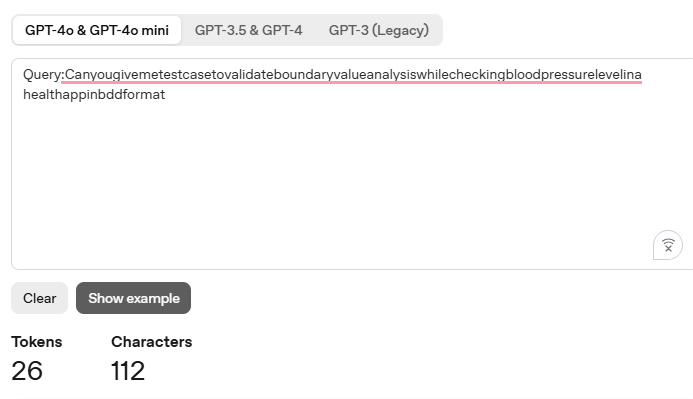 GPT-4o & GPT-4o mini GPT-3.5 & GPT-4 GPT-3 (Legacy)
Query:Canyougivemetestcasetovalidateboundaryvalueanalysiswhilecheckingbloodpressurelevelina
healthappinbddformat
Clear Show example
Tokens Characters
26 112